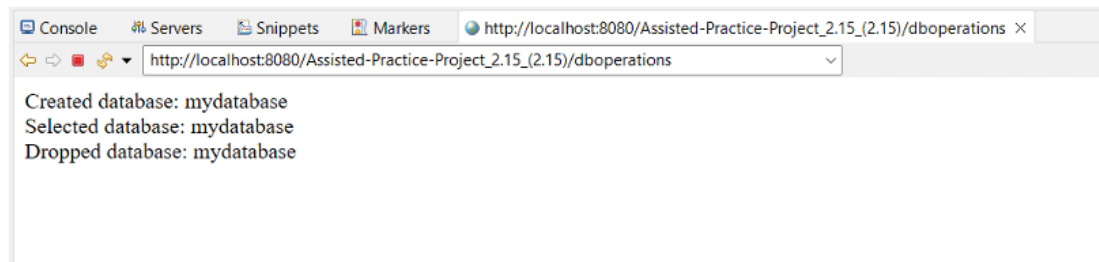 Console Servers Snippets Markers http://localhost:8080/Assisted-Practice-Project_2.15_(2.15)/dboperations ×
http://localhost:8080/Assisted-Practice-Project_2.15_(2.15)/dboperations
Created database: mydatabase
Selected database: mydatabase
Dropped database: mydatabase